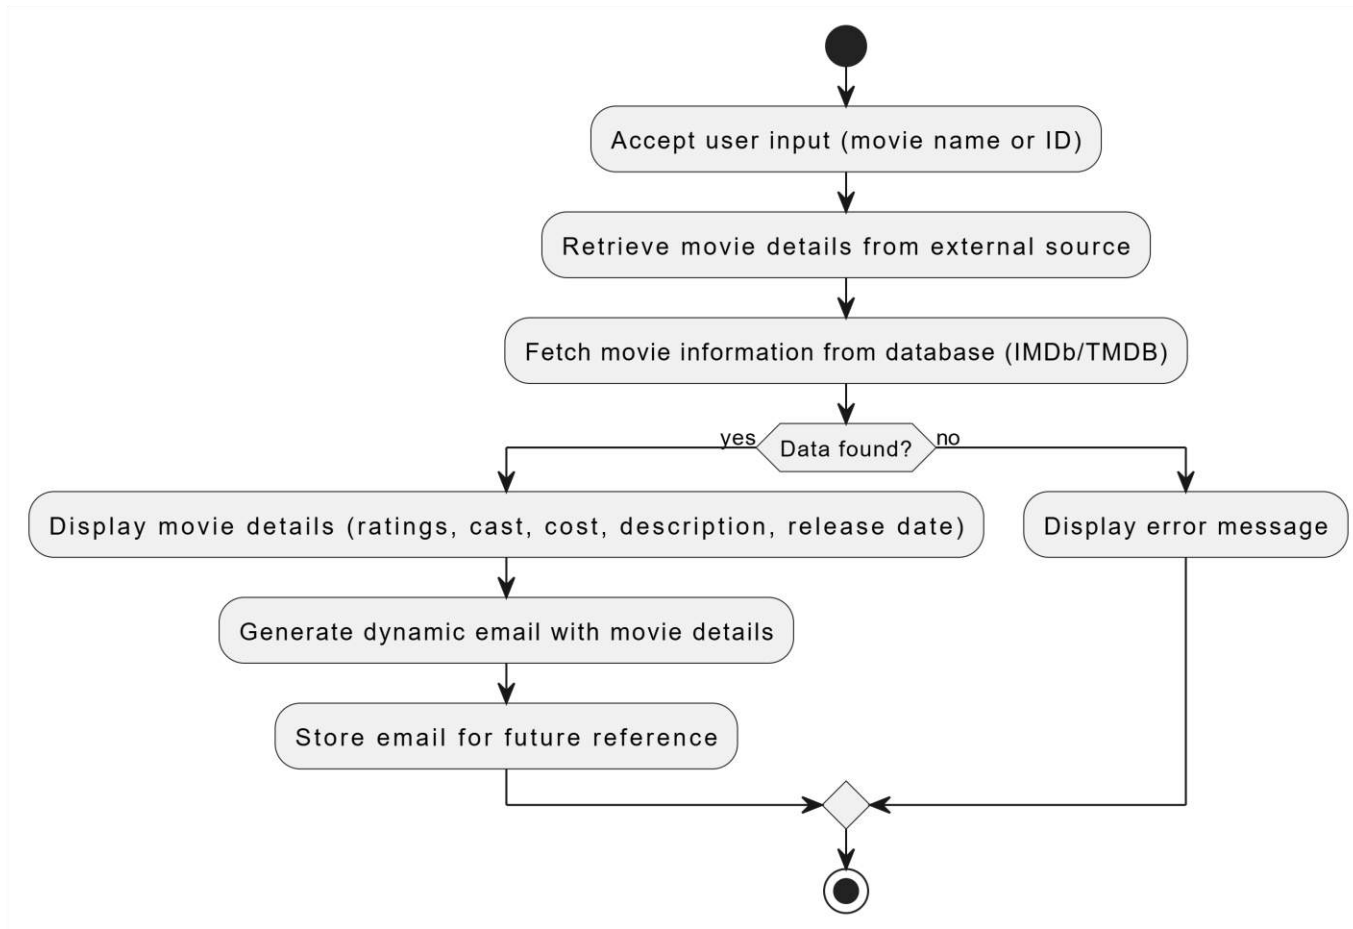 Accept user input (movie name or ID)
Retrieve movie details from external source
Fetch movie information from database (IMDb/TMDB)
yes
Data found?
no
Display movie details (ratings, cast, cost, description, release date)
Display error message
Generate dynamic email with movie details
Store email for future reference